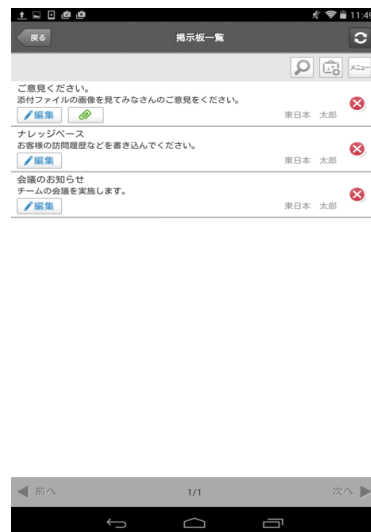 11:49
戻る
掲示板一覧
メニュー
ご意見ください。
添付ファイルの画像を見てみなさんのご意見をください。
編集
東日本 太郎
ナレッジベース
お客様の訪問履歴などを書き込んでください。
編集
東日本 太郎
会議のお知らせ
チームの会議を実施します。
編集
東日本 太郎
前へ
1/1
次へ